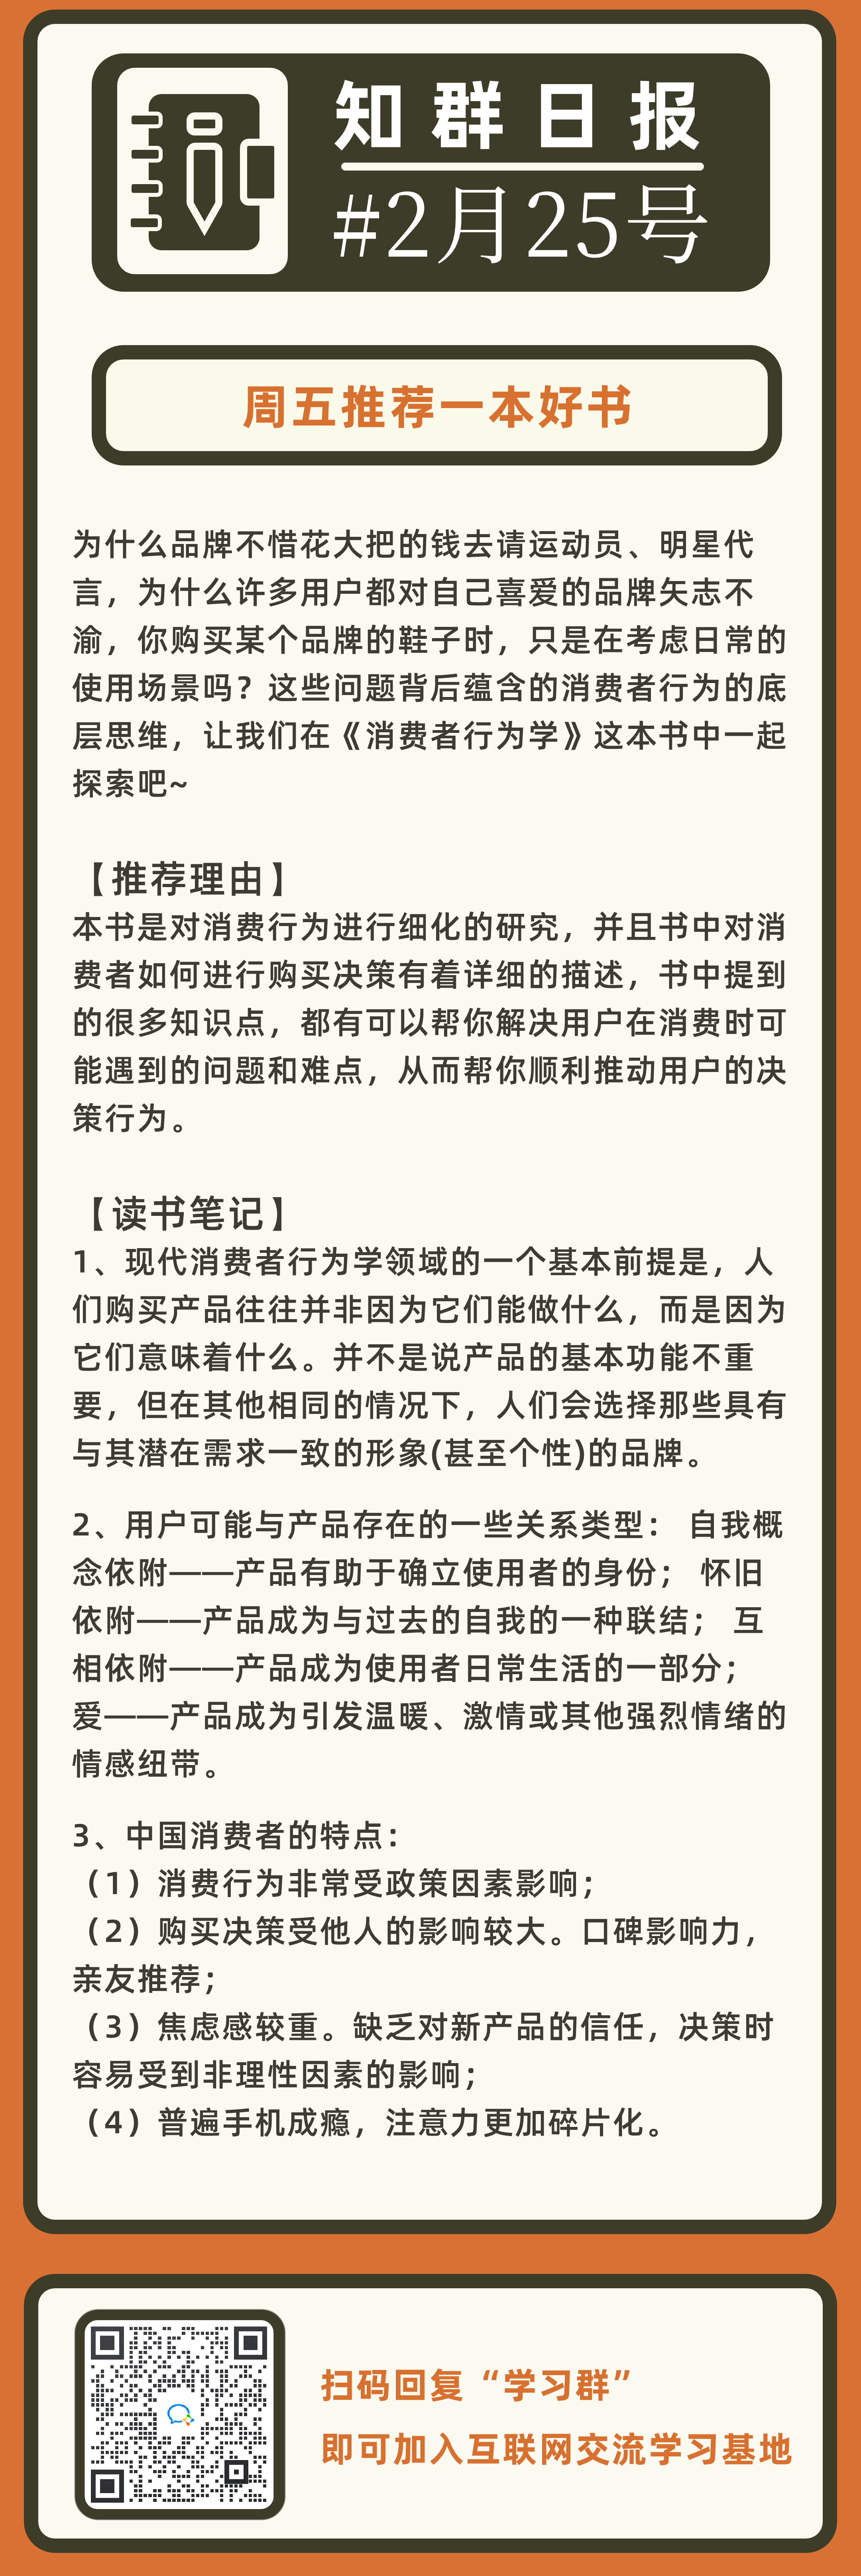 知群日报
#2月25号
周五推荐一本好书
为什么品牌不惜花大把的钱去请运动员、明星代
言，为什么许多用户都对自己喜爱的品牌矢志不
渝，你购买某个品牌的鞋子时，只是在考虑日常的
使用场景吗？这些问题背后蕴含的消费者行为的底
层思维，让我们在《消费者行为学》这本书中一起
探索吧~
【推荐理由】
本书是对消费行为进行细化的研究，并且书中对消
费者如何进行购买决策有着详细的描述，书中提到
的很多知识点，都有可以帮你解决用户在消费时可
能遇到的问题和难点，从而帮你顺利推动用户的决
策行为。
【读书笔记】
1、现代消费者行为学领域的一个基本前提是，人
们购买产品往往并非因为它们能做什么，而是因为
它们意味着什么。并不是说产品的基本功能不重
要，但在其他相同的情况下，人们会选择那些具有
与其潜在需求一致的形象(甚至个性)的品牌。
2、用户可能与产品存在的一些关系类型： 自我概
念依附——产品有助于确立使用者的身份； 怀旧
依附——产品成为与过去的自我的一种联结； 互
相依附——产品成为使用者日常生活的一部分；
爱——产品成为引发温暖、激情或其他强烈情绪的
情感纽带。
3、中国消费者的特点：
（1）消费行为非常受政策因素影响；
（2）购买决策受他人的影响较大。口碑影响力，
亲友推荐；
（3）焦虑感较重。缺乏对新产品的信任，决策时
容易受到非理性因素的影响；
（4）普遍手机成瘾，注意力更加碎片化。
扫码回复“学习群”
即可加入互联网交流学习基地